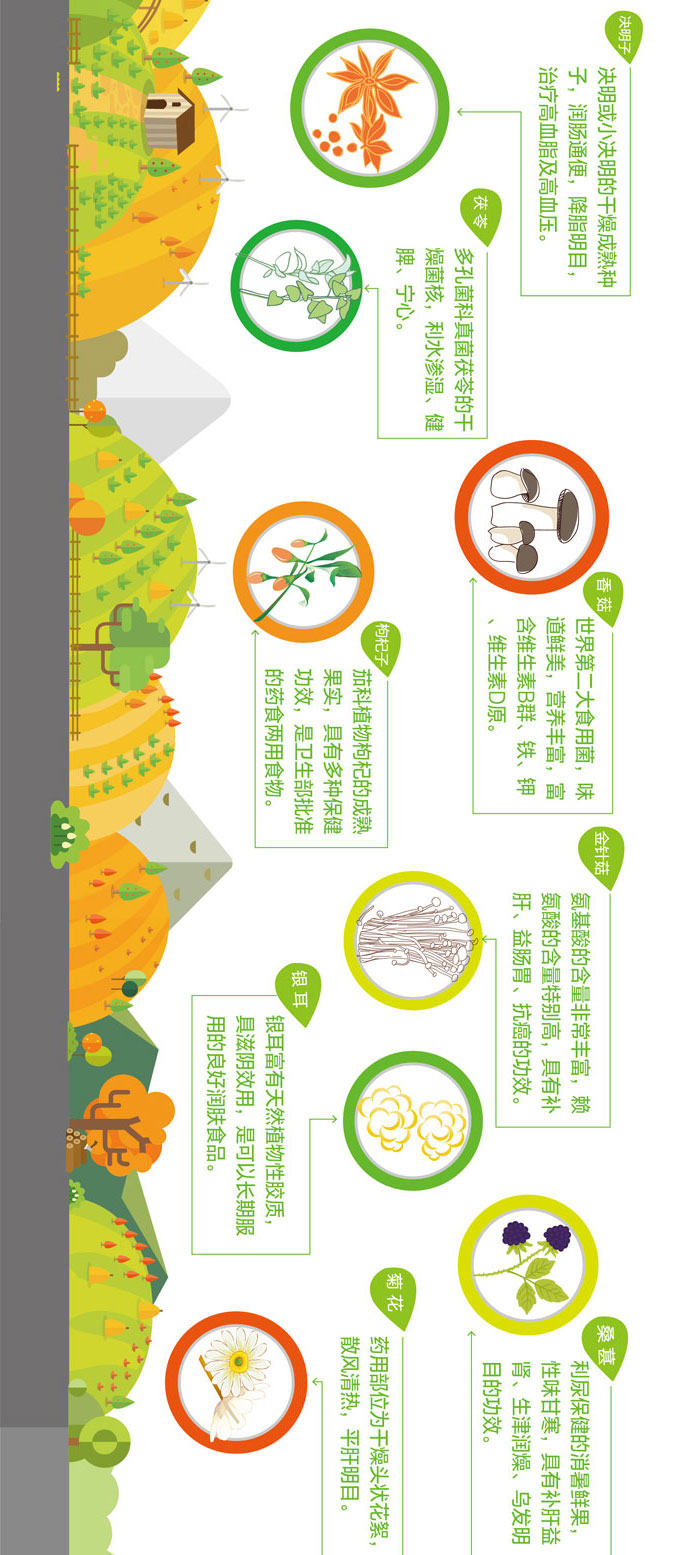 决明子
决明或小决明的干燥成熟种
子，润肠通便，降脂明目，
治疗高血脂及高血压。
茯苓
多孔菌科真菌茯苓的干
燥菌核，利水渗湿、健
脾、宁心。
香菇
世界第二大食用菌，味
道鲜美，营养丰富，富
含维生素B群、铁、钾
、维生素D原。
枸杞子
茄科植物枸杞的成熟
果实，具有多种保健
功效，是卫生部批准
的药食两用食物。
金针菇
氨基酸的含量非常丰富，赖
氨酸的含量特别高，具有补
肝、益肠胃、抗癌的功效。
银耳
银耳富有天然植物性胶质，
具滋阴效用，是可以长期服
用的良好润肤食品。
桑葚
利尿保健的消暑鲜果，
性味甘寒，具有补肝益
肾、生津润燥、乌发明
目的功效。
菊花
药用部位为干燥头状花絮，
散风清热，平肝明目。